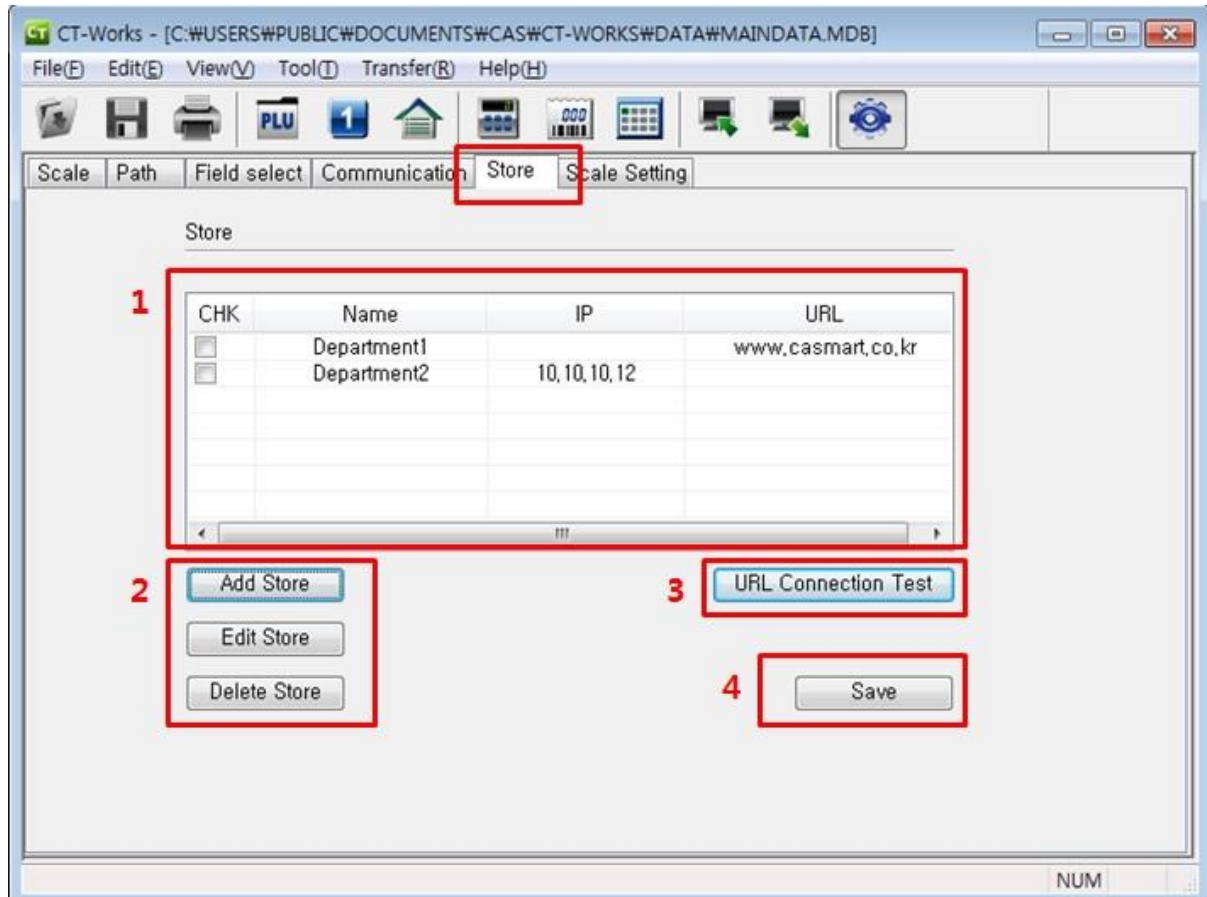 CT CT-Works - [C:₩USERS₩PUBLIC₩DOCUMENTS₩CAS₩CT-WORKS₩DATA₩MAINDATA.MDB]
File(F) Edit(E) View(V) Tool(T) Transfer(R) Help(H)
PLU 1 000
Scale Path Field select Communication Store Scale Setting
Store
1
CHK Name IP URL
Department1 www.casmart.co.kr
Department2 10,10,10,12
2 Add Store 3 URL Connection Test
Edit Store
Delete Store 4 Save
NUM